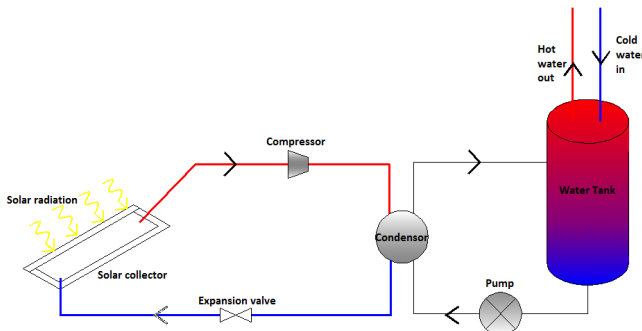 Hot
water
out
Cold
water
in
Compressor
Solar radiation
Water Tank
Condensor
Solar collector
Expansion valve
Pump